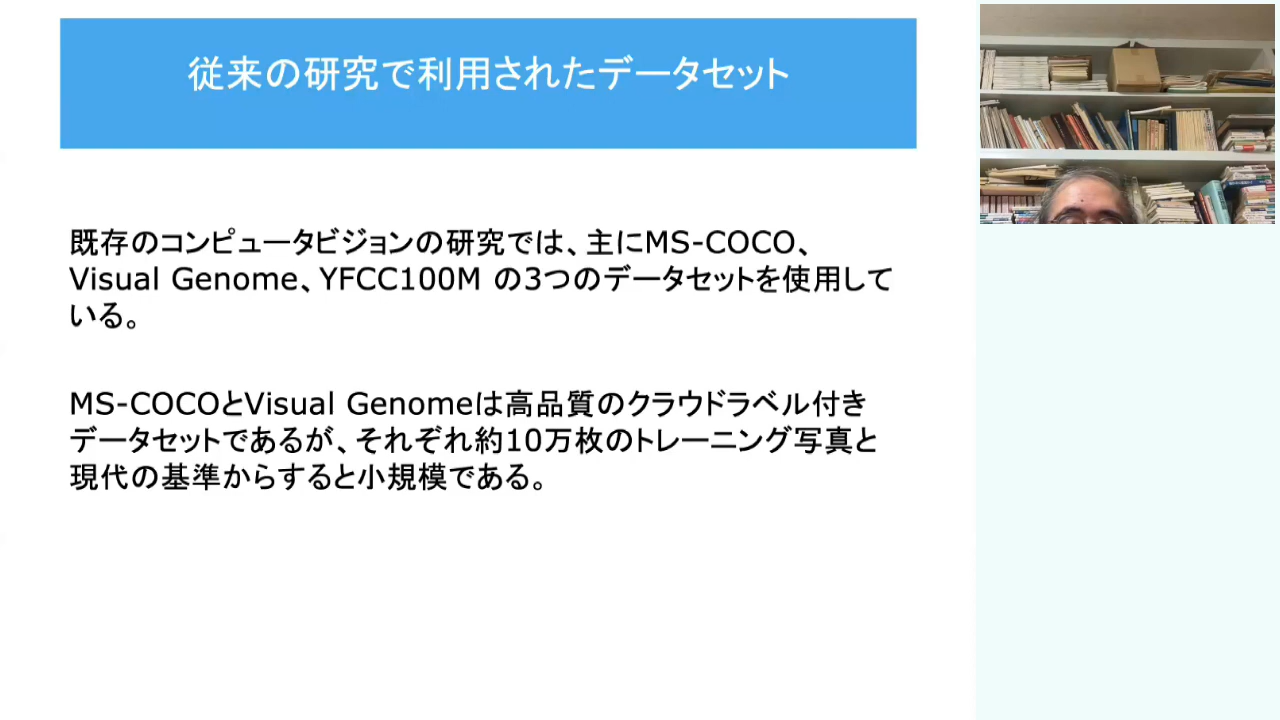 従来の研究で利用されたデータセット
既存のコンピュータビジョンの研究では、主にMS-COCO、
Visual Genome、YFCC100M の3つのデータセットを使用して
いる。
MS-COCOとVisual Genomeは高品質のクラウドラベル付き
データセットであるが、それぞれ約10万枚のトレーニング写真と
現代の基準からすると小規模である。